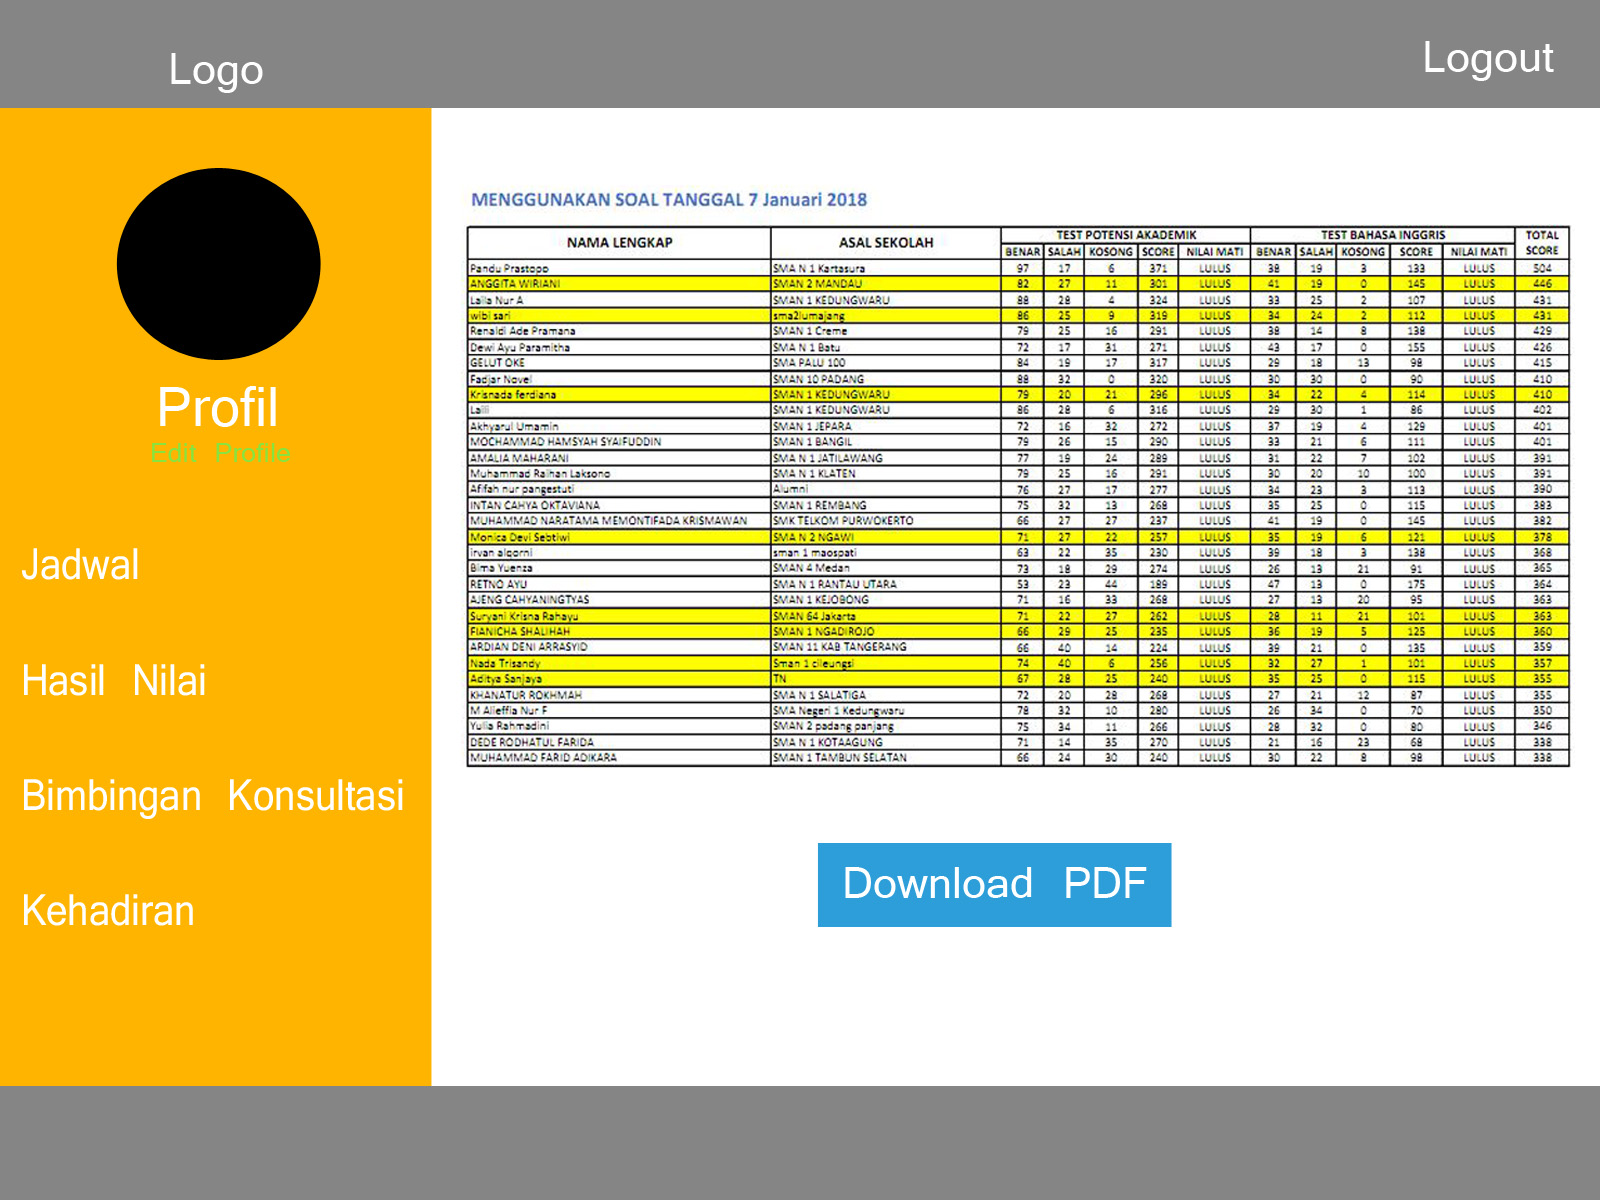 Logo
Logout
Profil
Edit Profile
Jadwal
Hasil Nilai
Bimbingan Konsultasi
Kehadiran
MENGGUNAKAN SOAL TANGGAL 7 Januari 2018
NAMA LENGKAP ASAL SEKOLAH TEST POTENSI AKADEMIK TEST BAHASA INGGRIS TOTAL SCORE
BENAR SALAH KOSONG SCORE NILAI MATI BENAR SALAH KOSONG SCORE NILAI MATI
Pandu Prastopo SMA N 1 Kartasura 97 17 6 371 LULUS 38 19 3 133 LULUS 504
ANGGITA WIRIANI SMAN 2 MANDAU 82 27 11 301 LULUS 41 19 0 145 LULUS 446
Laila Nur A SMAN 1 KEDUNGWARU 88 28 4 324 LULUS 33 25 2 107 LULUS 431
wibi sari sma2lumajang 86 25 9 319 LULUS 34 24 2 112 LULUS 431
Renaldi Ade Pramana SMAN 1 Creme 79 25 16 291 LULUS 38 14 8 138 LULUS 429
Dewi Ayu Paramitha SMA N 1 Batu 72 17 31 271 LULUS 43 17 0 155 LULUS 426
GELUT OKE SMA PALU 100 84 19 17 317 LULUS 29 18 13 98 LULUS 415
Fadjar Novel SMAN 10 PADANG 88 32 0 320 LULUS 30 30 0 90 LULUS 410
Krisnada ferdiana SMAN 1 KEDUNGWARU 79 20 21 296 LULUS 34 22 4 114 LULUS 410
Laili SMAN 1 KEDUNGWARU 86 28 6 316 LULUS 29 30 1 86 LULUS 402
Akhyarul Umamin SMAN 1 JEPARA 72 16 32 272 LULUS 37 19 4 129 LULUS 401
MOCHAMMAD HAMSYAH SYAIFUDDIN SMAN 1 BANGIL 79 26 15 290 LULUS 33 21 6 111 LULUS 401
AMALIA MAHARANI SMA N 1 JATILAWANG 77 19 24 289 LULUS 31 22 7 102 LULUS 391
Muhammad Raihan Laksono SMA N 1 KLATEN 79 25 16 291 LULUS 30 20 10 100 LULUS 391
Afifah nur pangestuti Alumni 76 27 17 277 LULUS 34 23 3 113 LULUS 390
INTAN CAHYA OKTAVIANA SMAN 1 REMBANG 75 32 13 268 LULUS 35 25 0 115 LULUS 383
MUHAMMAD NARATAMA MEMONTIFADA KRISMAWAN SMK TELKOM PURWOKERTO 66 27 27 237 LULUS 41 19 0 145 LULUS 382
Monica Devi Sebtiwi SMA N 2 NGAWI 71 27 22 257 LULUS 35 19 6 121 LULUS 378
irvan alqorni sman 1 maospati 63 22 35 230 LULUS 39 18 3 138 LULUS 368
Bima Yuenza SMAN 4 Medan 73 18 29 274 LULUS 26 13 21 91 LULUS 365
RETNO AYU SMA N 1 RANTAU UTARA 53 23 44 189 LULUS 47 13 0 175 LULUS 364
AJENG CAHYANINGTYAS SMAN 1 KEJOBONG 71 16 33 268 LULUS 27 13 20 95 LULUS 363
Suryani Krisna Rahayu SMAN 64 Jakarta 71 22 27 262 LULUS 28 11 21 101 LULUS 363
FIANICHA SHALIHAH SMAN 1 NGADIROJO 66 29 25 235 LULUS 36 19 5 125 LULUS 360
ARDIAN DENI ARRASYID SMAN 11 KAB TANGERANG 66 40 14 224 LULUS 39 21 0 135 LULUS 359
Nada Trisandy Sman 1 cileungsi 74 40 6 256 LULUS 32 27 1 101 LULUS 357
Aditya Sanjaya TN 67 28 25 240 LULUS 35 25 0 115 LULUS 355
KHANATUR ROKHMAH SMA N 1 SALATIGA 72 20 28 268 LULUS 27 21 12 87 LULUS 355
M Alieffia Nur F SMA Negeri 1 Kedungwaru 78 32 10 280 LULUS 26 34 0 70 LULUS 350
Yulia Rahmadini SMAN 2 padang panjang 75 34 11 266 LULUS 28 32 0 80 LULUS 346
DEDE RODHATUL FARIDA SMA N 1 KOTAAGUNG 71 14 35 270 LULUS 21 16 23 68 LULUS 338
MUHAMMAD FARID ADIKARA SMAN 1 TAMBUN SELATAN 66 24 30 240 LULUS 30 22 8 98 LULUS 338
Download PDF